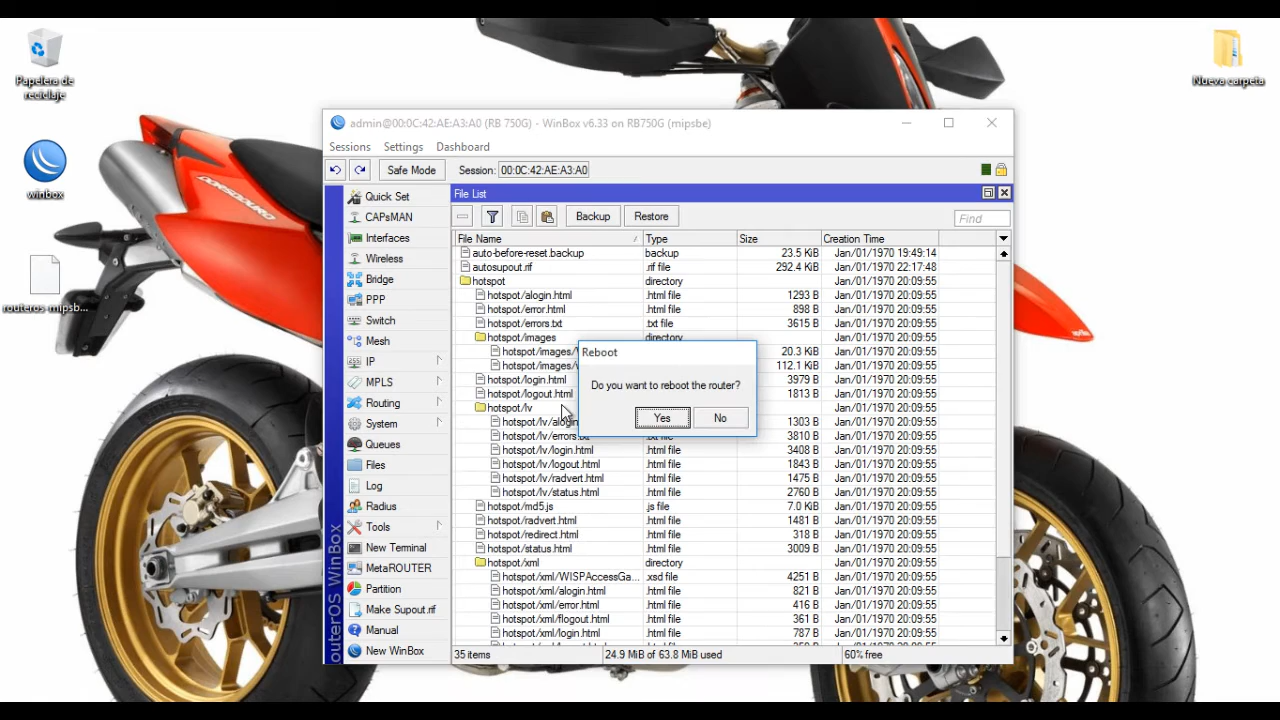 Papelera de
reciclaje
winbox
routeros-mipsb...
Nueva carpeta
DORSODURO
aprilia
admin@00:0C:42:AE:A3:A0 (RB 750G) - WinBox v6.33 on RB750G (mipsbe)
Sessions Settings Dashboard
Safe Mode Session: 00:0C:42:AE:A3:A0
RouterOS WinBox
Quick Set
CAPsMAN
Interfaces
Wireless
Bridge
PPP
Switch
Mesh
IP
MPLS
Routing
System
Queues
Files
Log
Radius
Tools
New Terminal
MetaROUTER
Partition
Make Supout.rif
Manual
New WinBox
File List
Backup Restore Find
File Name Type Size Creation Time
auto-before-reset.backup backup 23.5 KiB Jan/01/1970 19:49:14
autosupout.rif .rif file 292.4 KiB Jan/01/1970 22:17:48
hotspot directory Jan/01/1970 20:09:55
hotspot/alogin.html .html file 1293 B Jan/01/1970 20:09:55
hotspot/error.html .html file 898 B Jan/01/1970 20:09:55
hotspot/errors.txt .txt file 3615 B Jan/01/1970 20:09:55
hotspot/images directory Jan/01/1970 20:09:55
hotspot/images/ 20.3 KiB Jan/01/1970 20:09:55
hotspot/images/ 112.1 KiB Jan/01/1970 20:09:55
hotspot/login.html 3979 B Jan/01/1970 20:09:55
hotspot/logout.html 1813 B Jan/01/1970 20:09:55
hotspot/lv Jan/01/1970 20:09:55
hotspot/lv/alogin 1303 B Jan/01/1970 20:09:55
hotspot/lv/errors.txt .txt file 3810 B Jan/01/1970 20:09:55
hotspot/lv/login.html .html file 3408 B Jan/01/1970 20:09:55
hotspot/lv/logout.html .html file 1843 B Jan/01/1970 20:09:55
hotspot/lv/radvert.html .html file 1475 B Jan/01/1970 20:09:55
hotspot/lv/status.html .html file 2760 B Jan/01/1970 20:09:55
hotspot/md5.js .js file 7.0 KiB Jan/01/1970 20:09:55
hotspot/radvert.html .html file 1481 B Jan/01/1970 20:09:55
hotspot/redirect.html .html file 318 B Jan/01/1970 20:09:55
hotspot/status.html .html file 3009 B Jan/01/1970 20:09:55
hotspot/xml directory Jan/01/1970 20:09:55
hotspot/xml/WISPAccessGa... .xsd file 4251 B Jan/01/1970 20:09:55
hotspot/xml/alogin.html .html file 821 B Jan/01/1970 20:09:55
hotspot/xml/error.html .html file 416 B Jan/01/1970 20:09:55
hotspot/xml/flogout.html .html file 361 B Jan/01/1970 20:09:55
hotspot/xml/login.html .html file 787 B Jan/01/1970 20:09:55
35 items 24.9 MiB of 63.8 MiB used 60% free
Reboot
Do you want to reboot the router?
Yes No